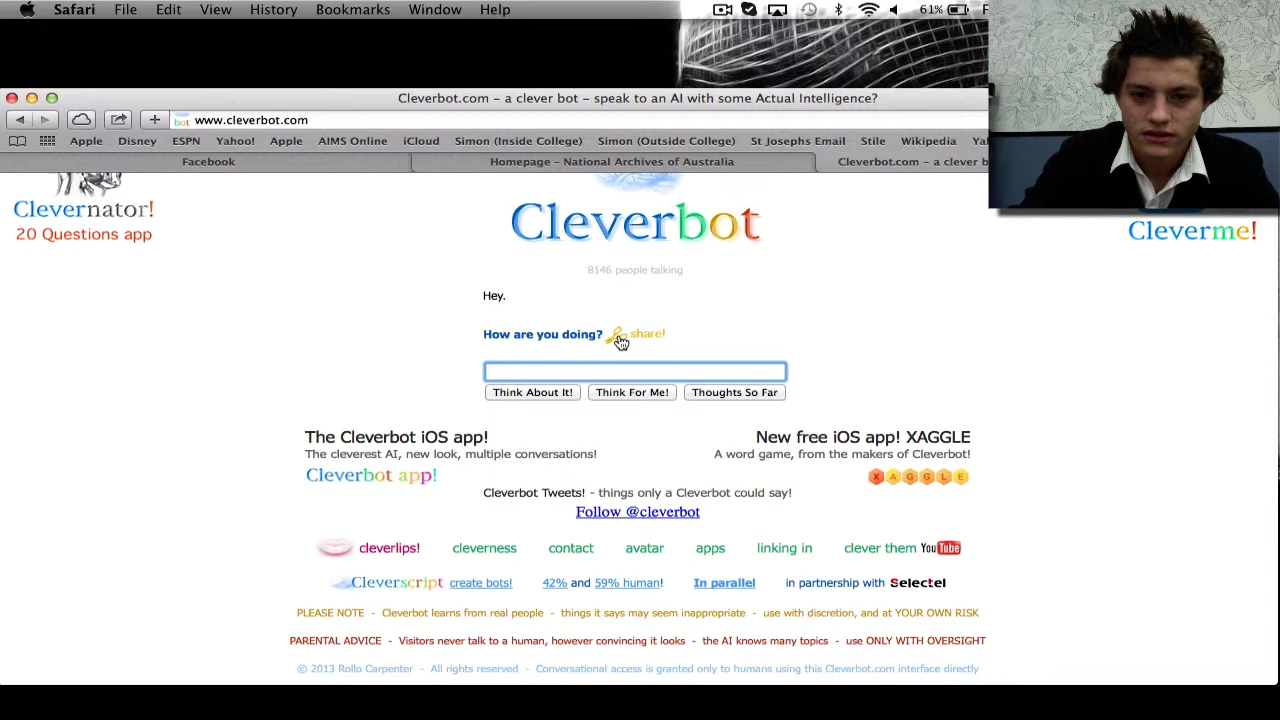 Safari File Edit View History Bookmarks Window Help 61%
Cleverbot.com – a clever bot – speak to an AI with some Actual Intelligence?
bot www.cleverbot.com
Apple Disney ESPN Yahoo! Apple AIMS Online iCloud Simon (Inside College) Simon (Outside College) St Josephs Email Stile Wikipedia
Facebook Homepage – National Archives of Australia Cleverbot.com – a clever b
Clevernator!
20 Questions app
Cleverbot
Cleverme!
8146 people talking
Hey.
How are you doing? share!
Think About It! Think For Me! Thoughts So Far
The Cleverbot iOS app! New free iOS app! XAGGLE
The cleverest AI, new look, multiple conversations! A word game, from the makers of Cleverbot!
Cleverbot app! XAGGLE
Cleverbot Tweets! - things only a Cleverbot could say!
Follow @cleverbot
cleverlips! cleverness contact avatar apps linking in clever them YouTube
Cleverscript create bots! 42% and 59% human! In parallel in partnership with Selectel
PLEASE NOTE - Cleverbot learns from real people - things it says may seem inappropriate - use with discretion, and at YOUR OWN RISK
PARENTAL ADVICE - Visitors never talk to a human, however convincing it looks - the AI knows many topics - use ONLY WITH OVERSIGHT
© 2013 Rollo Carpenter - All rights reserved - Conversational access is granted only to humans using this Cleverbot.com interface directly